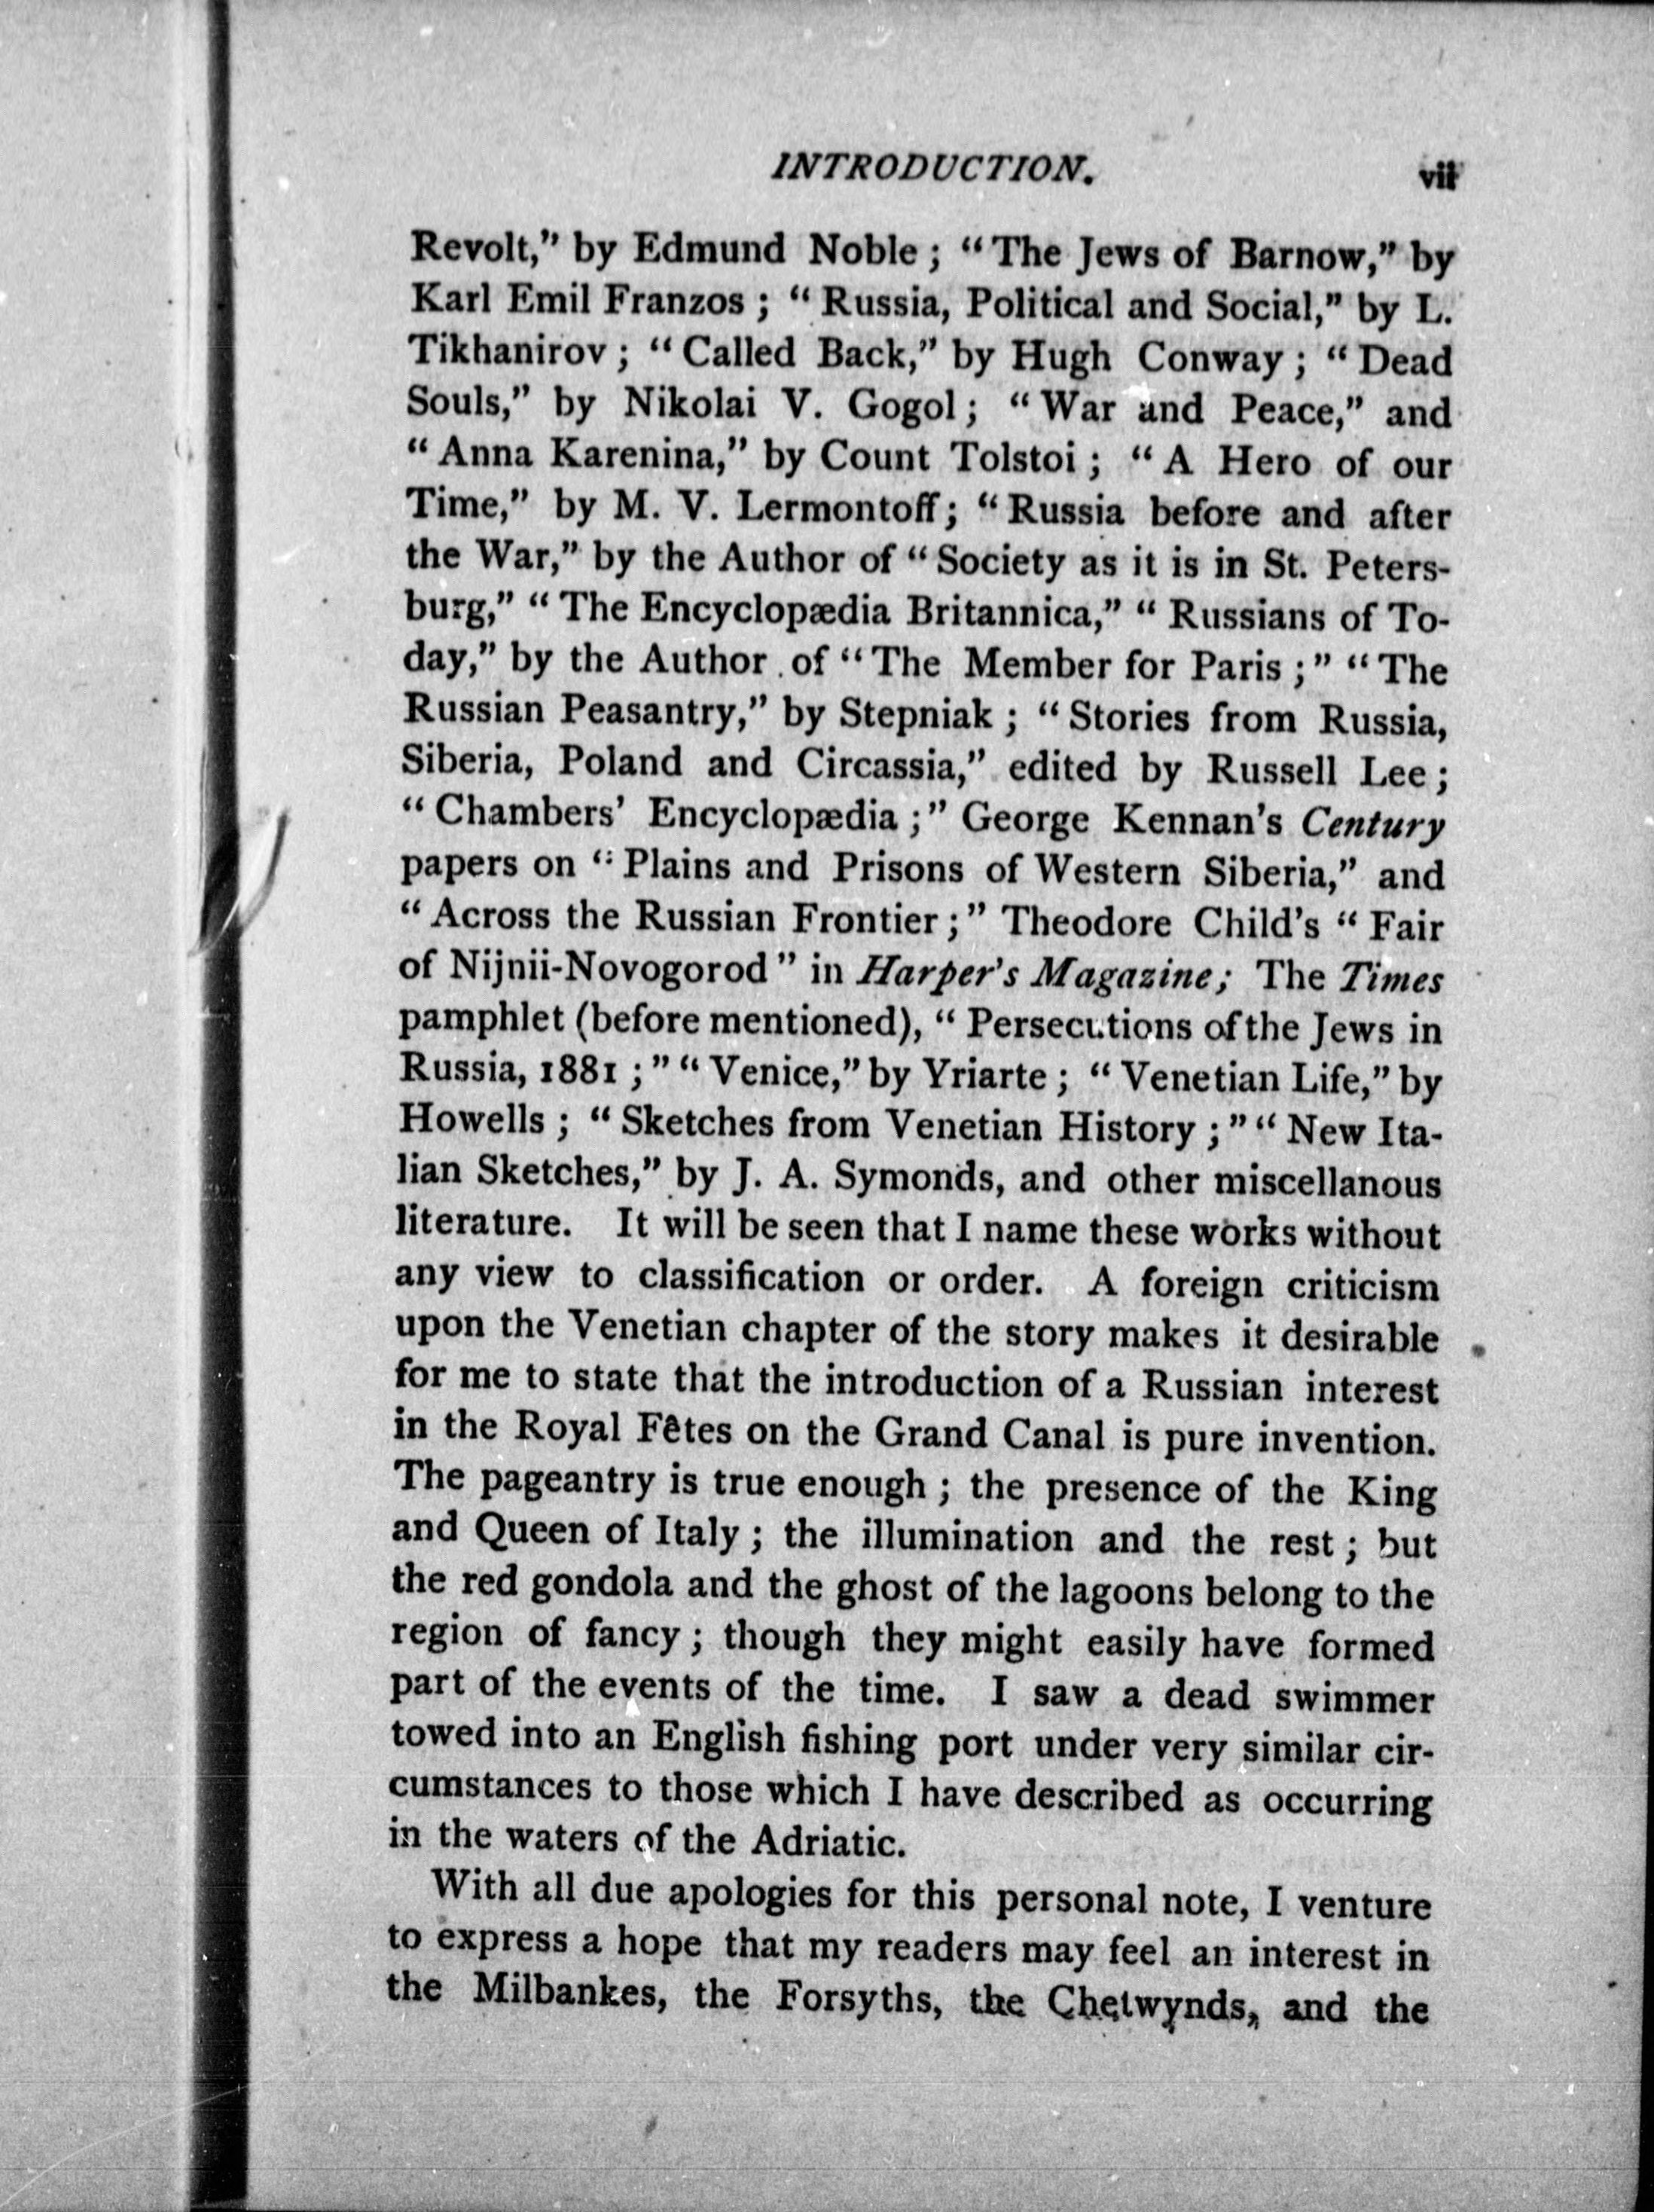 INTRODUCTION. vii
Revolt,” by Edmund Noble ; “ The Jews of Barnow,” by
Karl Emil Franzos ; “ Russia, Political and Social,” by L.
Tikhanirov ; “ Called Back,” by Hugh Conway ; “ Dead
Souls,” by Nikolai V. Gogol ; “ War and Peace,” and
“ Anna Karenina,” by Count Tolstoi ; “ A Hero of our
Time,” by M. V. Lermontoff ; “ Russia before and after
the War,” by the Author of “ Society as it is in St. Peters-
burg,” “ The Encyclopædia Britannica,” “ Russians of To-
day,” by the Author of “ The Member for Paris ;” “ The
Russian Peasantry,” by Stepniak ; “ Stories from Russia,
Siberia, Poland and Circassia,” edited by Russell Lee ;
“ Chambers’ Encyclopædia ;” George Kennan’s Century
papers on “ Plains and Prisons of Western Siberia,” and
“ Across the Russian Frontier ;” Theodore Child’s “ Fair
of Nijnii-Novogorod ” in Harper’s Magazine ; The Times
pamphlet (before mentioned), “ Persecutions of the Jews in
Russia, 1881 ;” “ Venice,” by Yriarte ; “ Venetian Life,” by
Howells ; “ Sketches from Venetian History ;” “ New Ita-
lian Sketches,” by J. A. Symonds, and other miscellanous
literature. It will be seen that I name these works without
any view to classification or order. A foreign criticism
upon the Venetian chapter of the story makes it desirable
for me to state that the introduction of a Russian interest
in the Royal Fêtes on the Grand Canal is pure invention.
The pageantry is true enough ; the presence of the King
and Queen of Italy ; the illumination and the rest ; but
the red gondola and the ghost of the lagoons belong to the
region of fancy ; though they might easily have formed
part of the events of the time. I saw a dead swimmer
towed into an English fishing port under very similar cir-
cumstances to those which I have described as occurring
in the waters of the Adriatic.
With all due apologies for this personal note, I venture
to express a hope that my readers may feel an interest in
the Milbankes, the Forsyths, the Chetwynds, and the